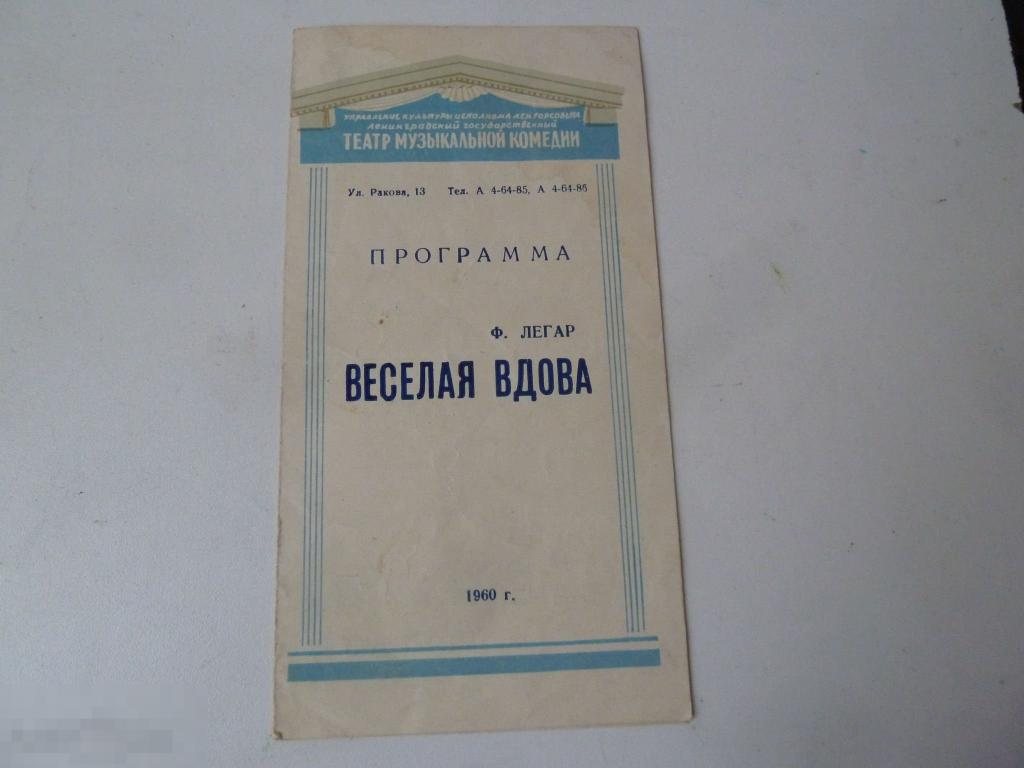 УПРАВЛЕНИЕ КУЛЬТУРЫ ИСПОЛКОМА ЛЕНГОРСОВЕТА
ЛЕНИНГРАДСКИЙ ГОСУДАРСТВЕННЫЙ
ТЕАТР МУЗЫКАЛЬНОЙ КОМЕДИИ
Ул. Ракова, 13 Тел. А 4-64-85, А 4-64-86
ПРОГРАММА
Ф. ЛЕГАР
ВЕСЕЛАЯ ВДОВА
1960 г.